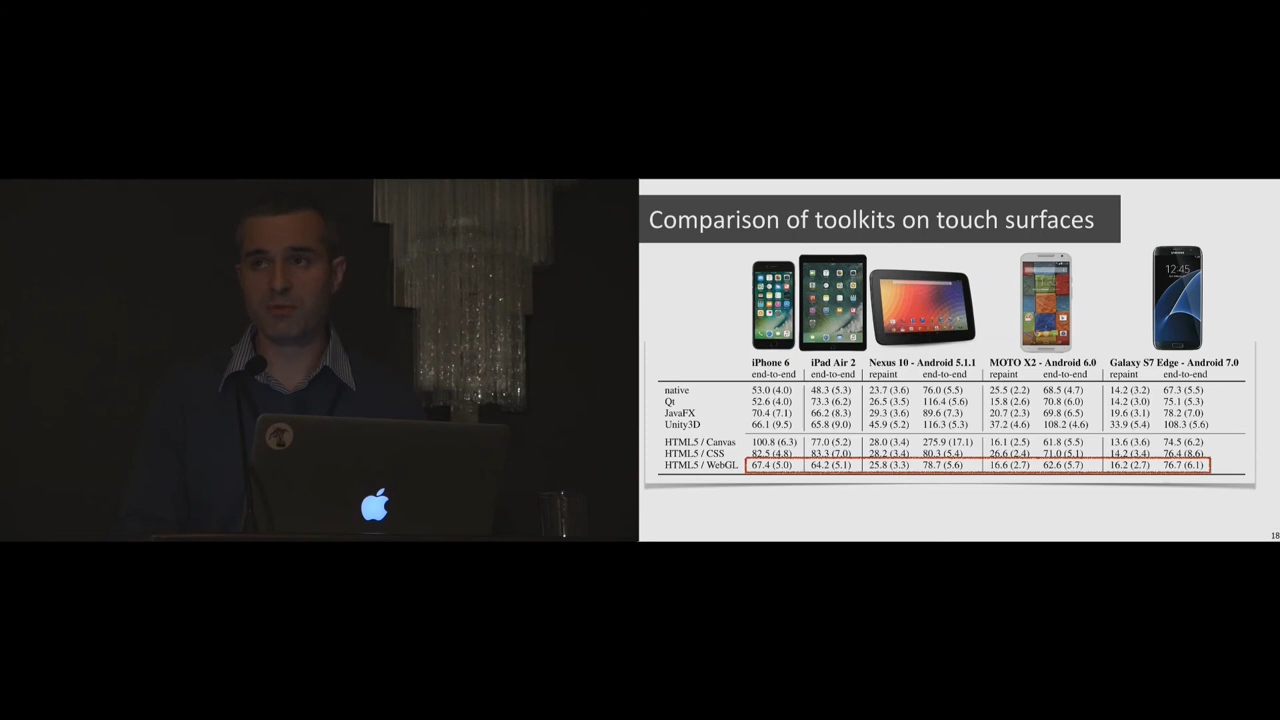 Comparison of toolkits on touch surfaces
12:45
iPhone 6 iPad Air 2 Nexus 10 - Android 5.1.1 MOTO X2 - Android 6.0 Galaxy S7 Edge - Android 7.0
end-to-end end-to-end repaint end-to-end repaint end-to-end repaint end-to-end
native 53.0 (4.0) 48.3 (5.3) 23.7 (3.6) 76.0 (5.5) 25.5 (2.2) 68.5 (4.7) 14.2 (3.2) 67.3 (5.5)
Qt 52.6 (4.0) 73.3 (6.2) 26.5 (3.5) 116.4 (5.6) 15.8 (2.6) 70.8 (6.0) 14.2 (3.0) 75.1 (5.3)
JavaFX 70.4 (7.1) 66.2 (8.3) 29.3 (3.6) 89.6 (7.3) 20.7 (2.3) 69.8 (6.5) 19.6 (3.1) 78.2 (7.0)
Unity3D 66.1 (9.5) 65.8 (9.0) 45.9 (5.2) 116.3 (5.3) 37.2 (4.6) 108.2 (4.6) 33.9 (5.4) 108.3 (5.6)
HTML5 / Canvas 100.8 (6.3) 77.0 (5.2) 28.0 (3.4) 275.9 (17.1) 16.1 (2.5) 61.8 (5.5) 13.6 (3.6) 74.5 (6.2)
HTML5 / CSS 82.5 (4.8) 83.3 (7.0) 28.2 (3.4) 80.3 (5.4) 26.6 (2.4) 71.0 (5.1) 14.2 (3.4) 76.4 (8.6)
HTML5 / WebGL 67.4 (5.0) 64.2 (5.1) 25.8 (3.3) 78.7 (5.6) 16.6 (2.7) 62.6 (5.7) 16.2 (2.7) 76.7 (6.1)
18